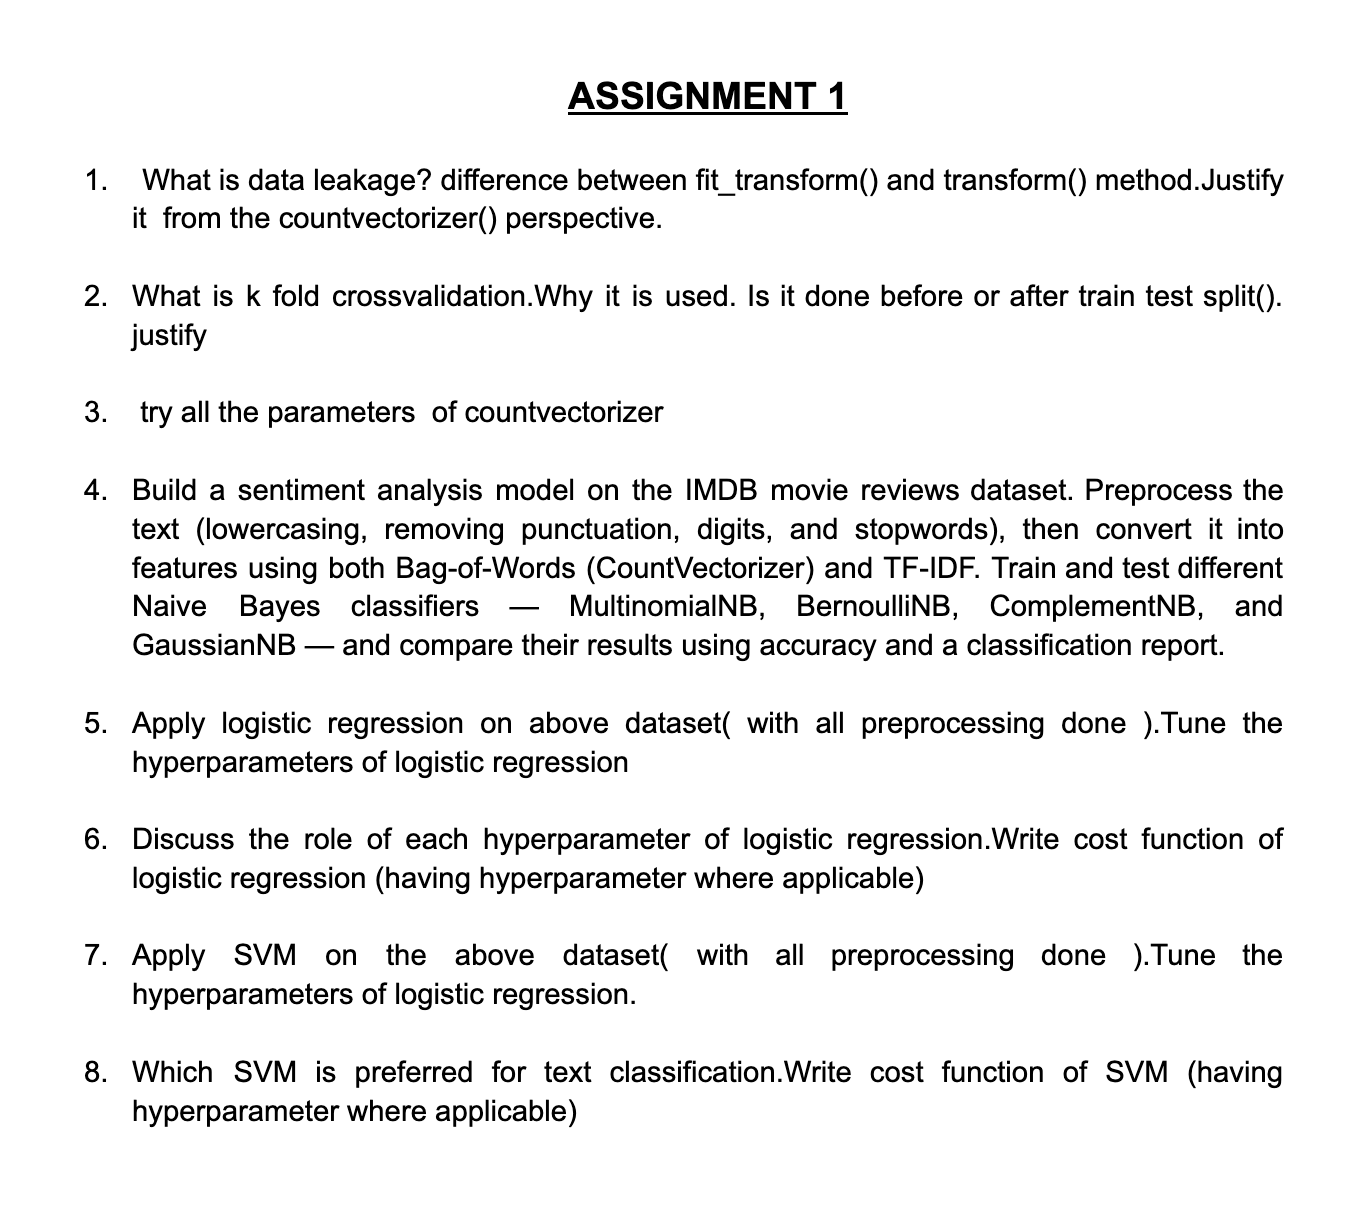 ASSIGNMENT 1
1. What is data leakage? difference between fit_transform() and transform() method.Justify
it from the countvectorizer() perspective.
2. What is k fold crossvalidation.Why it is used. Is it done before or after train test split().
justify
3. try all the parameters of countvectorizer
4. Build a sentiment analysis model on the IMDB movie reviews dataset. Preprocess the
text (lowercasing, removing punctuation, digits, and stopwords), then convert it into
features using both Bag-of-Words (CountVectorizer) and TF-IDF. Train and test different
Naive Bayes classifiers — MultinomialNB, BernoulliNB, ComplementNB, and
GaussianNB — and compare their results using accuracy and a classification report.
5. Apply logistic regression on above dataset( with all preprocessing done ).Tune the
hyperparameters of logistic regression
6. Discuss the role of each hyperparameter of logistic regression.Write cost function of
logistic regression (having hyperparameter where applicable)
7. Apply SVM on the above dataset( with all preprocessing done ).Tune the
hyperparameters of logistic regression.
8. Which SVM is preferred for text classification.Write cost function of SVM (having
hyperparameter where applicable)